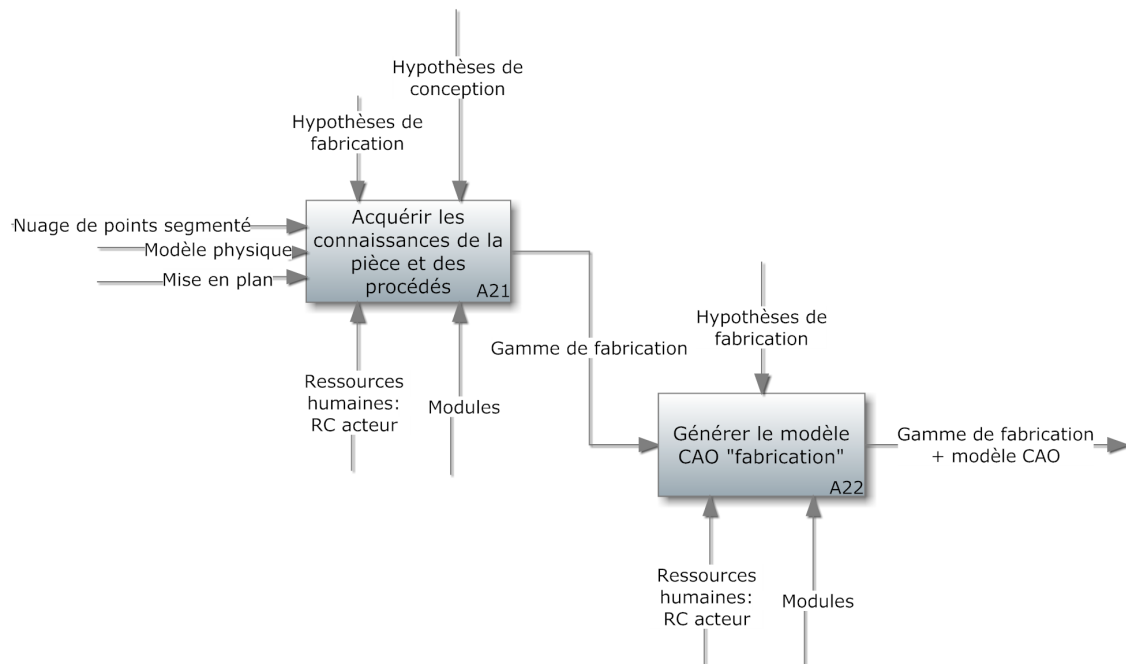 Hypothèses de
conception
Hypothèses de
fabrication
Nuage de points segmenté
Modèle physique
Mise en plan
Acquérir les
connaissances de la
pièce et des
procédés
A21
Ressources
humaines:
RC acteur
Modules
Gamme de fabrication
Hypothèses de
fabrication
Générer le modèle
CAO "fabrication"
A22
Gamme de fabrication
+ modèle CAO
Ressources
humaines:
RC acteur
Modules